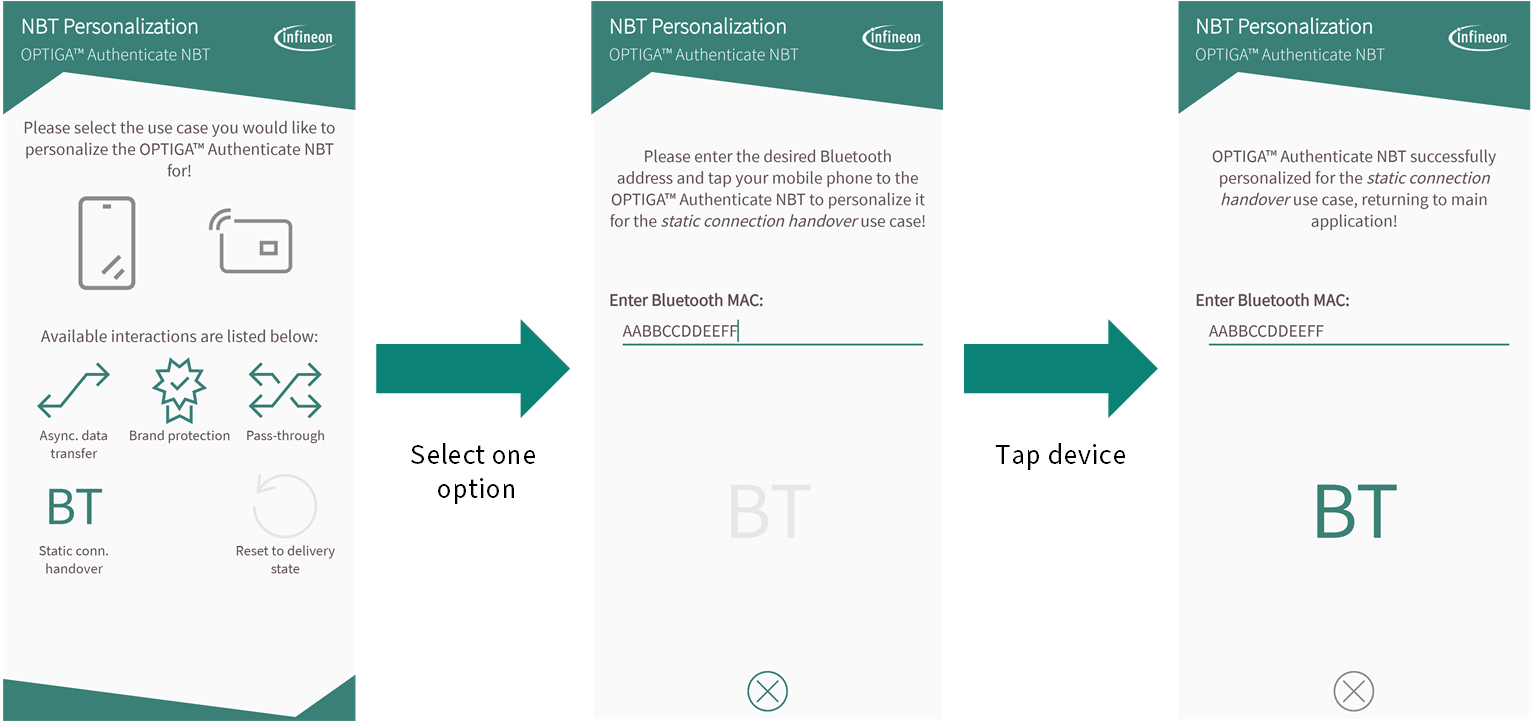 NBT Personalization
OPTIGA™ Authenticate NBT
infineon
Please select the use case you would like to
personalize the OPTIGA™ Authenticate NBT
for!
Available interactions are listed below:
Async. data
transfer
Brand protection
Pass-through
BT
Static conn.
handover
Reset to delivery
state
Select one
option
NBT Personalization
OPTIGA™ Authenticate NBT
infineon
Please enter the desired Bluetooth
address and tap your mobile phone to the
OPTIGA™ Authenticate NBT to personalize it
for the static connection handover use case!
Enter Bluetooth MAC:
AABBCCDDEEFF
BT
Tap device
NBT Personalization
OPTIGA™ Authenticate NBT
infineon
OPTIGA™ Authenticate NBT successfully
personalized for the static connection
handover use case, returning to main
application!
Enter Bluetooth MAC:
AABBCCDDEEFF
BT